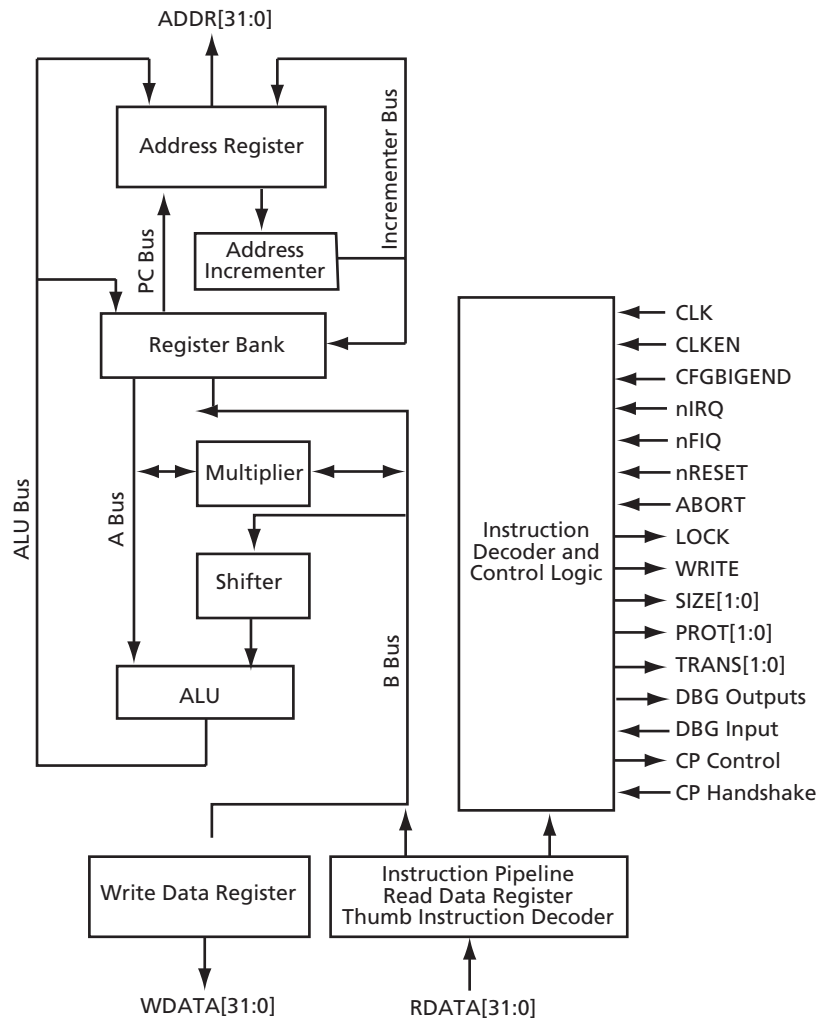 ADDR[31:0]
Address Register
Incrementer Bus
PC Bus
Address
Incrementer
Register Bank
ALU Bus
A Bus
Multiplier
Shifter
B Bus
ALU
Instruction
Decoder and
Control Logic
CLK
CLKEN
CFGBIGEND
nIRQ
nFIQ
nRESET
ABORT
LOCK
WRITE
SIZE[1:0]
PROT[1:0]
TRANS[1:0]
DBG Outputs
DBG Input
CP Control
CP Handshake
Write Data Register
Instruction Pipeline
Read Data Register
Thumb Instruction Decoder
WDATA[31:0]
RDATA[31:0]